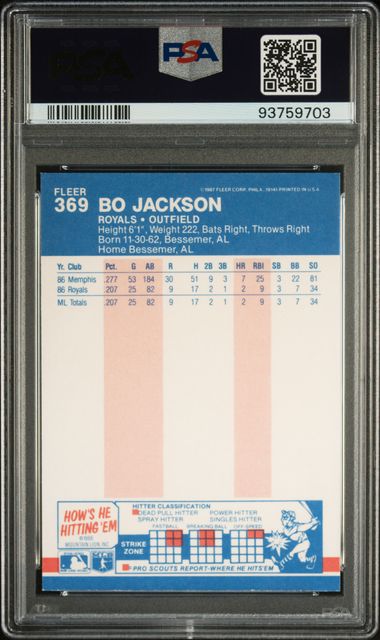 PSA
PSA
93759703
FLEER
369 BO JACKSON
© 1987 FLEER CORP., PHILA., 19141 PRINTED IN U.S.A.
ROYALS • OUTFIELD
Height 6'1", Weight 222, Bats Right, Throws Right
Born 11-30-62, Bessemer, AL
Home Bessemer, AL
Yr. Club Pct. G AB R H 2B 3B HR RBI SB BB SO
86 Memphis .277 53 184 30 51 9 3 7 25 3 22 81
86 Royals .207 25 82 9 17 2 1 2 9 3 7 34
ML Totals .207 25 82 9 17 2 1 2 9 3 7 34
HOW'S HE
HITTING 'EM
MOUNTAIN LION, INC.
HITTER CLASSIFICATION
DEAD PULL HITTER POWER HITTER
SPRAY HITTER SINGLES HITTER
FASTBALL BREAKING BALL OFF-SPEED
STRIKE
ZONE
PRO SCOUTS REPORT-WHERE HE HITS 'EM